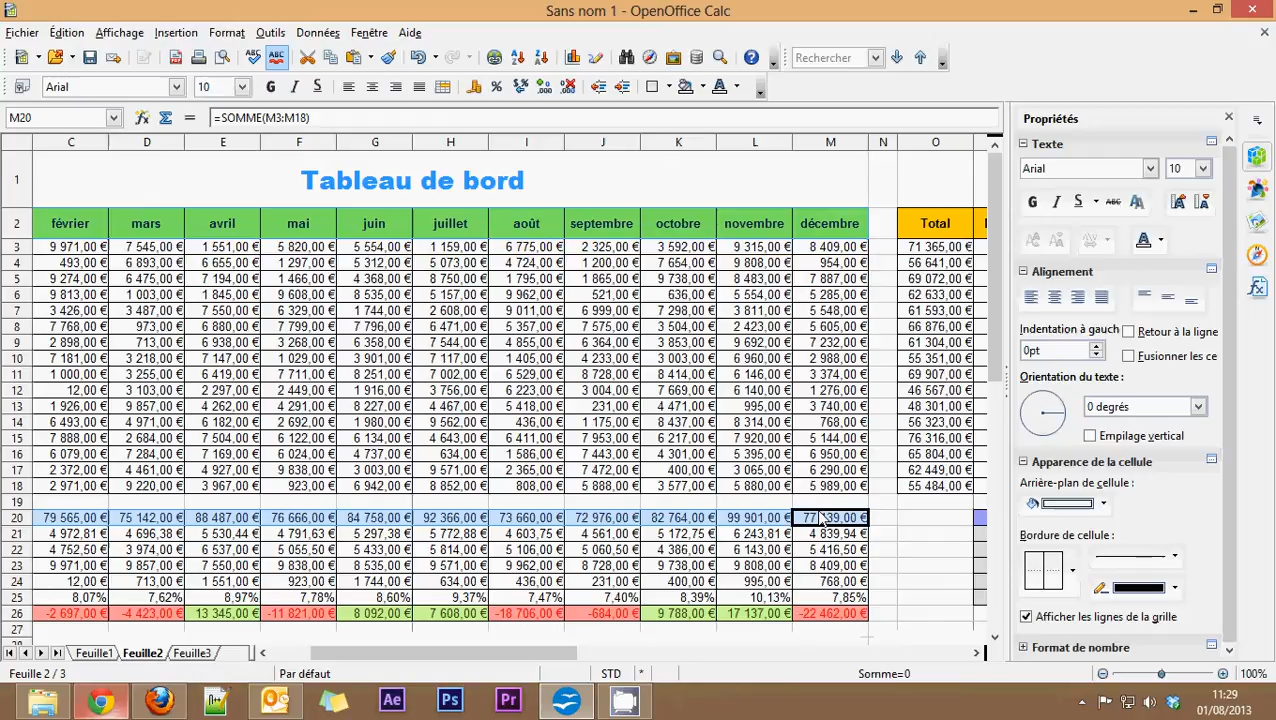 Sans nom 1 - OpenOffice Calc
Fichier Édition Affichage Insertion Format Outils Données Fenêtre Aide
Rechercher
Arial 10
M20 =SOMME(M3:M18)
C D E F G H I J K L M N O
1 Tableau de bord
2 février mars avril mai juin juillet août septembre octobre novembre décembre Total
3 9 971,00 € 7 545,00 € 1 551,00 € 5 820,00 € 5 554,00 € 1 159,00 € 6 775,00 € 2 325,00 € 3 592,00 € 9 315,00 € 8 409,00 € 71 365,00 €
4 493,00 € 6 893,00 € 6 655,00 € 1 297,00 € 5 312,00 € 5 073,00 € 4 724,00 € 1 200,00 € 7 654,00 € 9 808,00 € 954,00 € 56 641,00 €
5 9 274,00 € 6 475,00 € 7 194,00 € 1 466,00 € 4 368,00 € 8 750,00 € 1 795,00 € 1 865,00 € 9 738,00 € 8 483,00 € 7 887,00 € 69 072,00 €
6 9 813,00 € 1 003,00 € 1 845,00 € 9 608,00 € 8 535,00 € 5 157,00 € 9 962,00 € 521,00 € 636,00 € 5 554,00 € 5 285,00 € 62 633,00 €
7 3 426,00 € 3 487,00 € 7 550,00 € 6 329,00 € 1 744,00 € 2 608,00 € 9 011,00 € 6 999,00 € 7 298,00 € 3 811,00 € 5 548,00 € 61 593,00 €
8 7 768,00 € 973,00 € 6 880,00 € 7 799,00 € 7 796,00 € 6 471,00 € 5 357,00 € 7 575,00 € 3 504,00 € 2 423,00 € 5 605,00 € 66 876,00 €
9 2 898,00 € 713,00 € 6 938,00 € 3 268,00 € 6 358,00 € 7 544,00 € 4 855,00 € 6 364,00 € 3 853,00 € 9 692,00 € 7 232,00 € 61 304,00 €
10 7 181,00 € 3 218,00 € 7 147,00 € 1 029,00 € 3 901,00 € 7 117,00 € 1 405,00 € 4 233,00 € 3 003,00 € 6 960,00 € 2 988,00 € 55 351,00 €
11 1 000,00 € 3 255,00 € 6 419,00 € 7 711,00 € 8 251,00 € 7 002,00 € 6 529,00 € 8 728,00 € 8 414,00 € 6 146,00 € 3 374,00 € 69 907,00 €
12 12,00 € 3 103,00 € 2 297,00 € 2 449,00 € 1 916,00 € 3 756,00 € 6 223,00 € 3 004,00 € 7 669,00 € 6 140,00 € 1 276,00 € 46 567,00 €
13 1 926,00 € 9 857,00 € 4 262,00 € 4 291,00 € 8 227,00 € 4 467,00 € 5 418,00 € 231,00 € 4 471,00 € 995,00 € 3 740,00 € 48 301,00 €
14 6 493,00 € 4 971,00 € 6 182,00 € 2 692,00 € 1 980,00 € 9 562,00 € 436,00 € 1 175,00 € 8 437,00 € 8 314,00 € 768,00 € 56 323,00 €
15 7 888,00 € 2 684,00 € 7 504,00 € 6 122,00 € 6 134,00 € 4 643,00 € 6 411,00 € 7 953,00 € 6 217,00 € 7 920,00 € 5 144,00 € 76 316,00 €
16 6 079,00 € 7 284,00 € 7 169,00 € 6 024,00 € 4 737,00 € 634,00 € 1 586,00 € 7 443,00 € 4 301,00 € 5 395,00 € 6 950,00 € 65 804,00 €
17 2 372,00 € 4 461,00 € 4 927,00 € 9 838,00 € 3 003,00 € 9 571,00 € 2 365,00 € 7 472,00 € 400,00 € 3 065,00 € 6 290,00 € 62 449,00 €
18 2 971,00 € 9 220,00 € 3 967,00 € 923,00 € 6 942,00 € 8 852,00 € 808,00 € 5 888,00 € 3 577,00 € 5 880,00 € 5 989,00 € 55 484,00 €
19
20 79 565,00 € 75 142,00 € 88 487,00 € 76 666,00 € 84 758,00 € 92 366,00 € 73 660,00 € 72 976,00 € 82 764,00 € 99 901,00 €
21 4 972,81 € 4 696,38 € 5 530,44 € 4 791,63 € 5 297,38 € 5 772,88 € 4 603,75 € 4 561,00 € 5 172,75 € 6 243,81 € 4 839,94 €
22 4 752,50 € 3 974,00 € 6 537,00 € 5 055,50 € 5 433,00 € 5 814,00 € 5 106,00 € 5 060,50 € 4 386,00 € 6 143,00 € 5 416,50 €
23 9 971,00 € 9 857,00 € 7 550,00 € 9 838,00 € 8 535,00 € 9 571,00 € 9 962,00 € 8 728,00 € 9 738,00 € 9 808,00 € 8 409,00 €
24 12,00 € 713,00 € 1 551,00 € 923,00 € 1 744,00 € 634,00 € 436,00 € 231,00 € 400,00 € 995,00 € 768,00 €
25 8,07% 7,62% 8,97% 7,78% 8,60% 9,37% 7,47% 7,40% 8,39% 10,13% 7,85%
26 -2 697,00 € -4 423,00 € 13 345,00 € -11 821,00 € 8 092,00 € 7 608,00 € -18 706,00 € -684,00 € 9 788,00 € 17 137,00 € -22 462,00 €
27
Feuille1 Feuille2 Feuille3
Feuille 2 / 3 Par défaut STD * Somme=0 100%
Propriétés
Texte
Arial 10
G I S ABC
Alignement
Indentation à gauch Retour à la ligne
0pt Fusionner les ce
Orientation du texte :
0 degrés
Empilage vertical
Apparence de la cellule
Arrière-plan de cellule :
Bordure de cellule :
Afficher les lignes de la grille
Format de nombre
Ae Ps Pr
11:29
01/08/2013